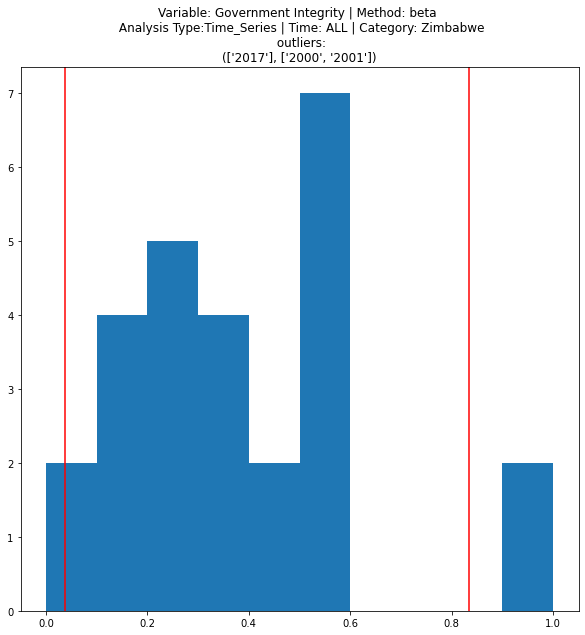 Variable: Government Integrity | Method: beta
Analysis Type:Time_Series | Time: ALL | Category: Zimbabwe
outliers:
(['2017'], ['2000', '2001'])
7
6
5
4
3
2
1
0
0.0 0.2 0.4 0.6 0.8 1.0